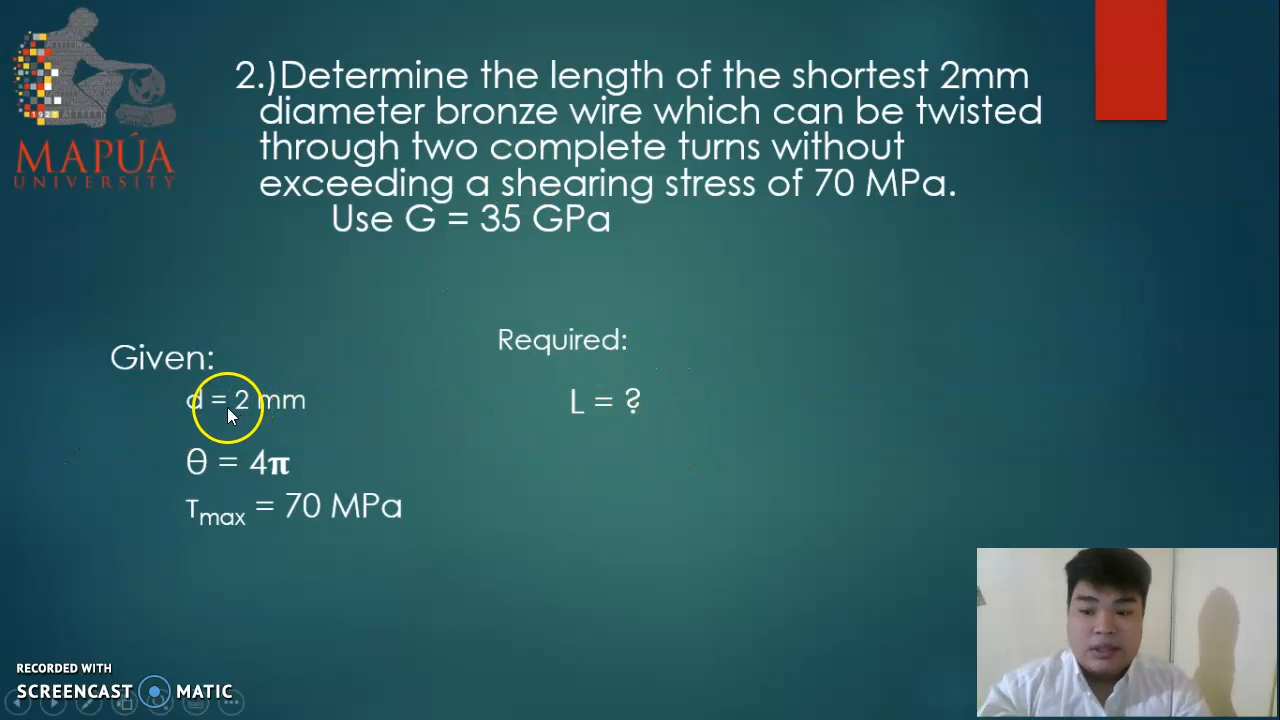 MAPÚA
UNIVERSITY
2.)Determine the length of the shortest 2mm
diameter bronze wire which can be twisted
through two complete turns without
exceeding a shearing stress of 70 MPa.
Use G = 35 GPa
Given:
d = 2 mm
θ = 4π
τmax = 70 MPa
Required:
L = ?
RECORDED WITH
SCREENCAST MATIC